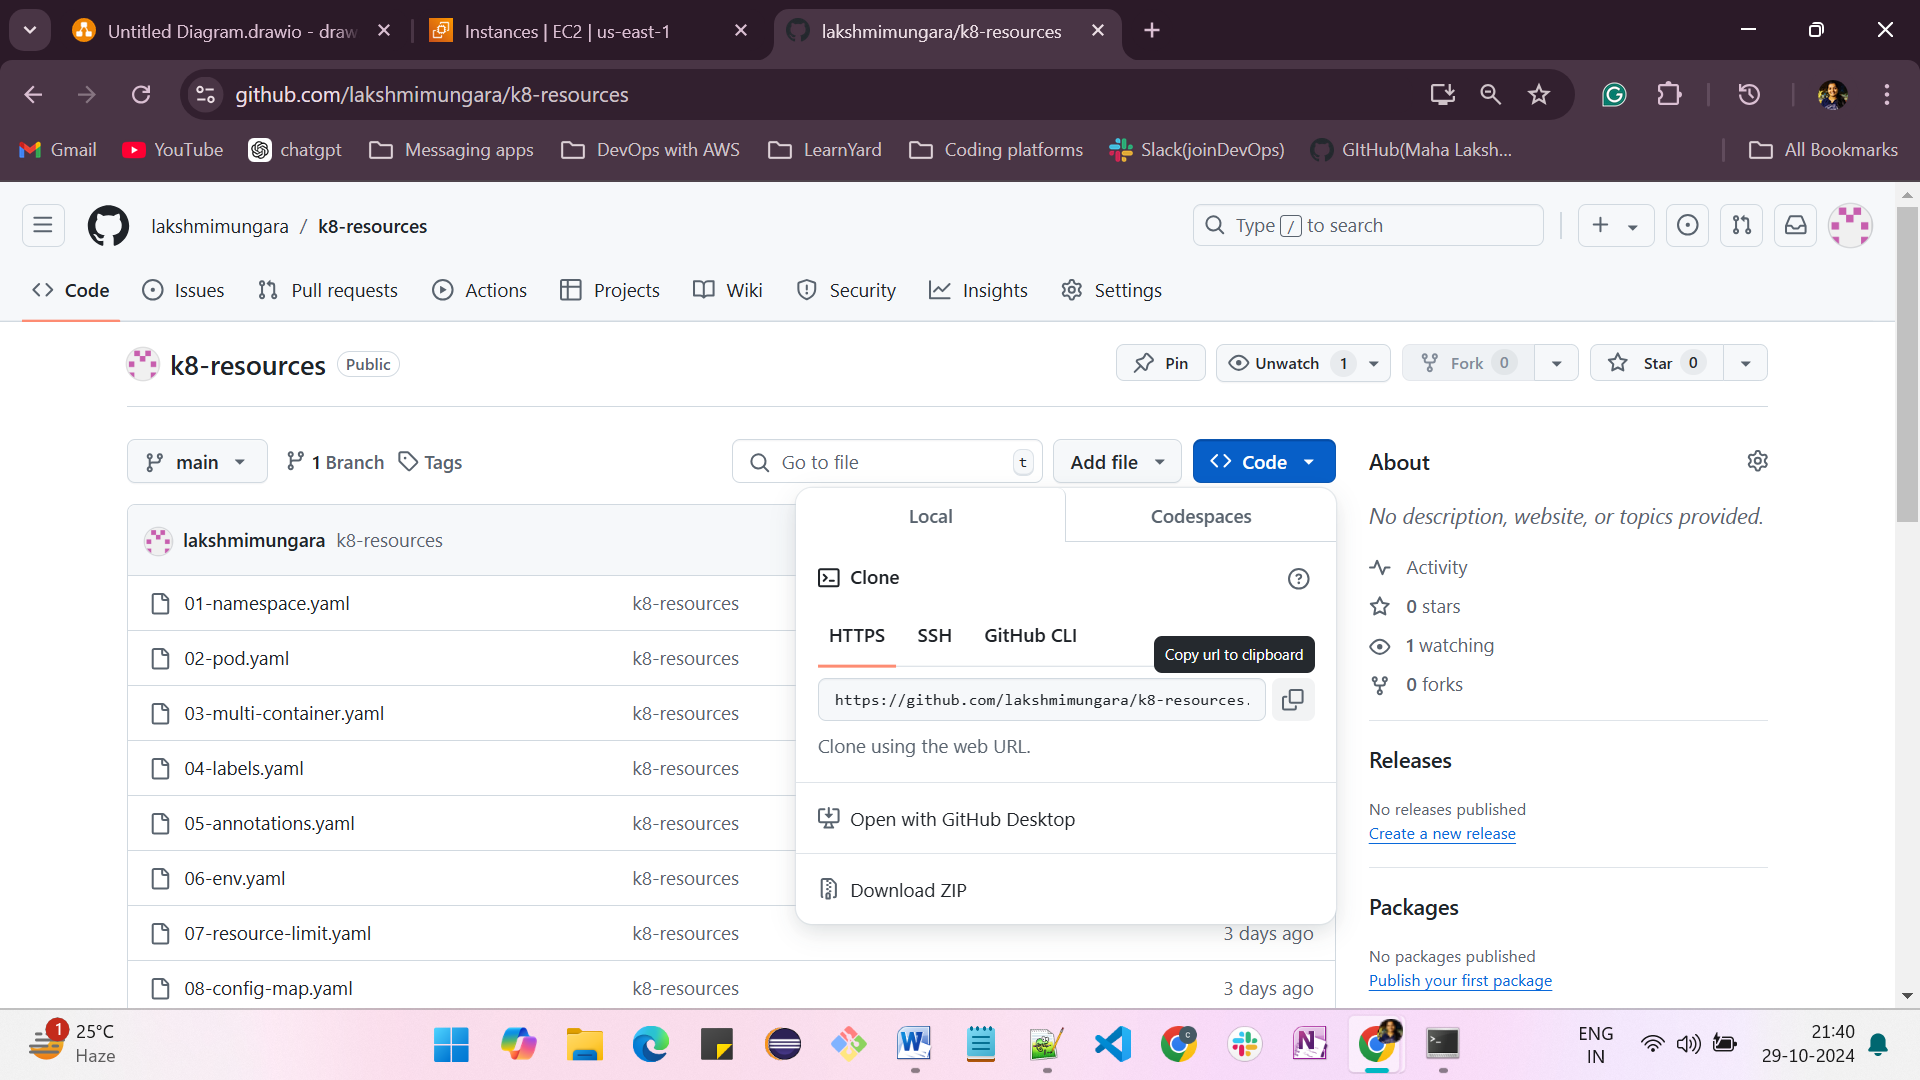 Untitled Diagram.drawio - draw
Instances | EC2 | us-east-1
lakshmimungara/k8-resources
github.com/lakshmimungara/k8-resources
Gmail
YouTube
chatgpt
Messaging apps
DevOps with AWS
LearnYard
Coding platforms
Slack(joinDevOps)
GItHub(Maha Laksh...
All Bookmarks
lakshmimungara / k8-resources
Type / to search
Code
Issues
Pull requests
Actions
Projects
Wiki
Security
Insights
Settings
k8-resources Public
Pin
Unwatch 1
Fork 0
Star 0
main
1 Branch
Tags
Go to file t
Add file
Code
About
Local
Codespaces
No description, website, or topics provided.
lakshmimungara k8-resources
Clone
Activity
01-namespace.yaml k8-resources
0 stars
HTTPS
SSH
GitHub CLI
Copy url to clipboard
1 watching
02-pod.yaml k8-resources
0 forks
https://github.com/lakshmimungara/k8-resources.
03-multi-container.yaml k8-resources
Clone using the web URL.
Releases
04-labels.yaml k8-resources
No releases published
Create a new release
05-annotations.yaml k8-resources
Open with GitHub Desktop
06-env.yaml k8-resources
Download ZIP
Packages
07-resource-limit.yaml k8-resources 3 days ago
No packages published
Publish your first package
08-config-map.yaml k8-resources 3 days ago
1
25°C
Haze
ENG
IN
21:40
29-10-2024